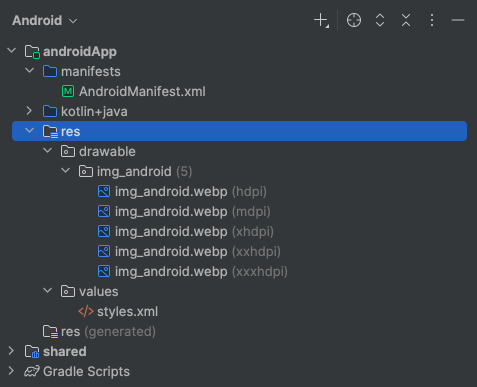 Android
androidApp
manifests
AndroidManifest.xml
kotlin+java
res
drawable
img_android (5)
img_android.webp (hdpi)
img_android.webp (mdpi)
img_android.webp (xhdpi)
img_android.webp (xxhdpi)
img_android.webp (xxxhdpi)
values
styles.xml
res (generated)
shared
Gradle Scripts